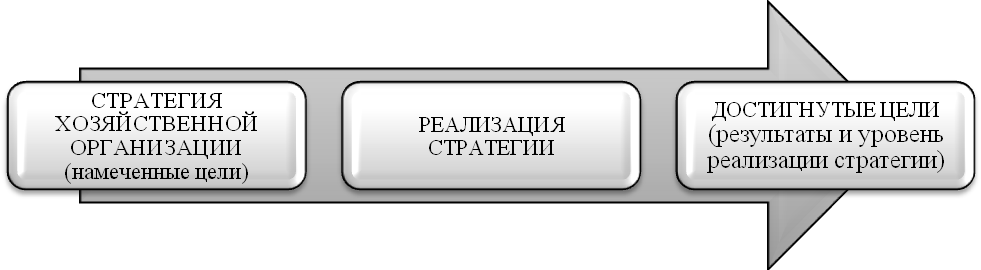 СТРАТЕГИЯ
ХОЗЯЙСТВЕННОЙ
ОРГАНИЗАЦИИ
(намеченные цели)
РЕАЛИЗАЦИЯ
СТРАТЕГИИ
ДОСТИГНУТЫЕ ЦЕЛИ
(результаты и уровень
реализации стратегии)